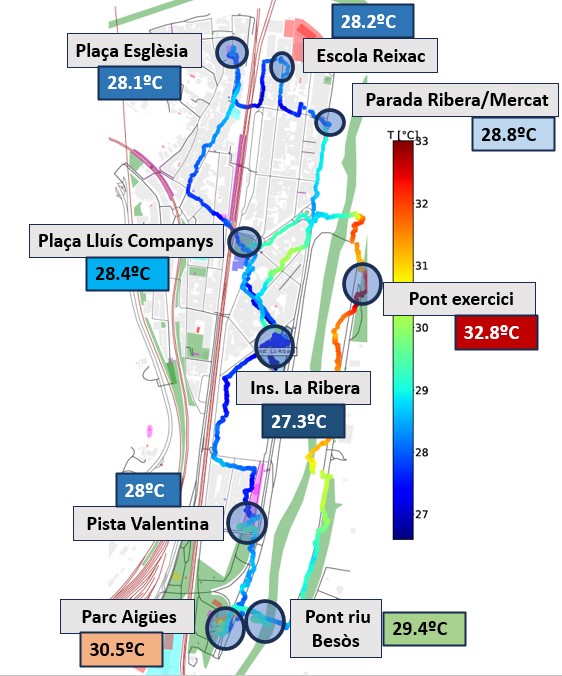 28.2ºC
Plaça Esglèsia
Escola Reixac
28.1ºC
Parada Ribera/Mercat
28.8ºC
T [°C]
33
32
31
30
29
28
27
Plaça Lluís Companys
28.4ºC
Pont exercici
32.8ºC
Ins. La Ribera
27.3ºC
28ºC
Pista Valentina
Parc Aigües
30.5ºC
Pont riu
Besòs
29.4ºC